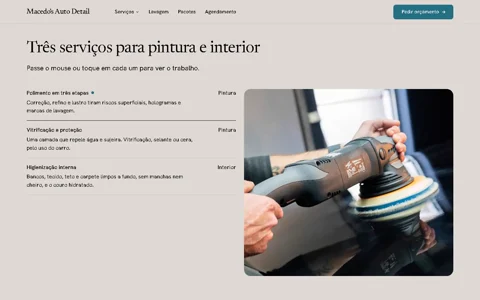 Macedo's Auto Detail
Serviços
Lavagem
Pacotes
Agendamento
Pedir orçamento →
Três serviços para pintura e interior
Passe o mouse ou toque em cada um para ver o trabalho.
Polimento em três etapas
Pintura
Correção, refino e lustro tiram riscos superficiais, hologramas e
marcas de lavagem.
Vitrificação e proteção
Pintura
Uma camada que repele água e sujeira. Vitrificação, selante ou cera,
pelo uso do carro.
Higienização interna
Interior
Bancos, tecido, teto e carpete limpos a fundo, sem manchas nem
cheiro, e o couro hidratado.